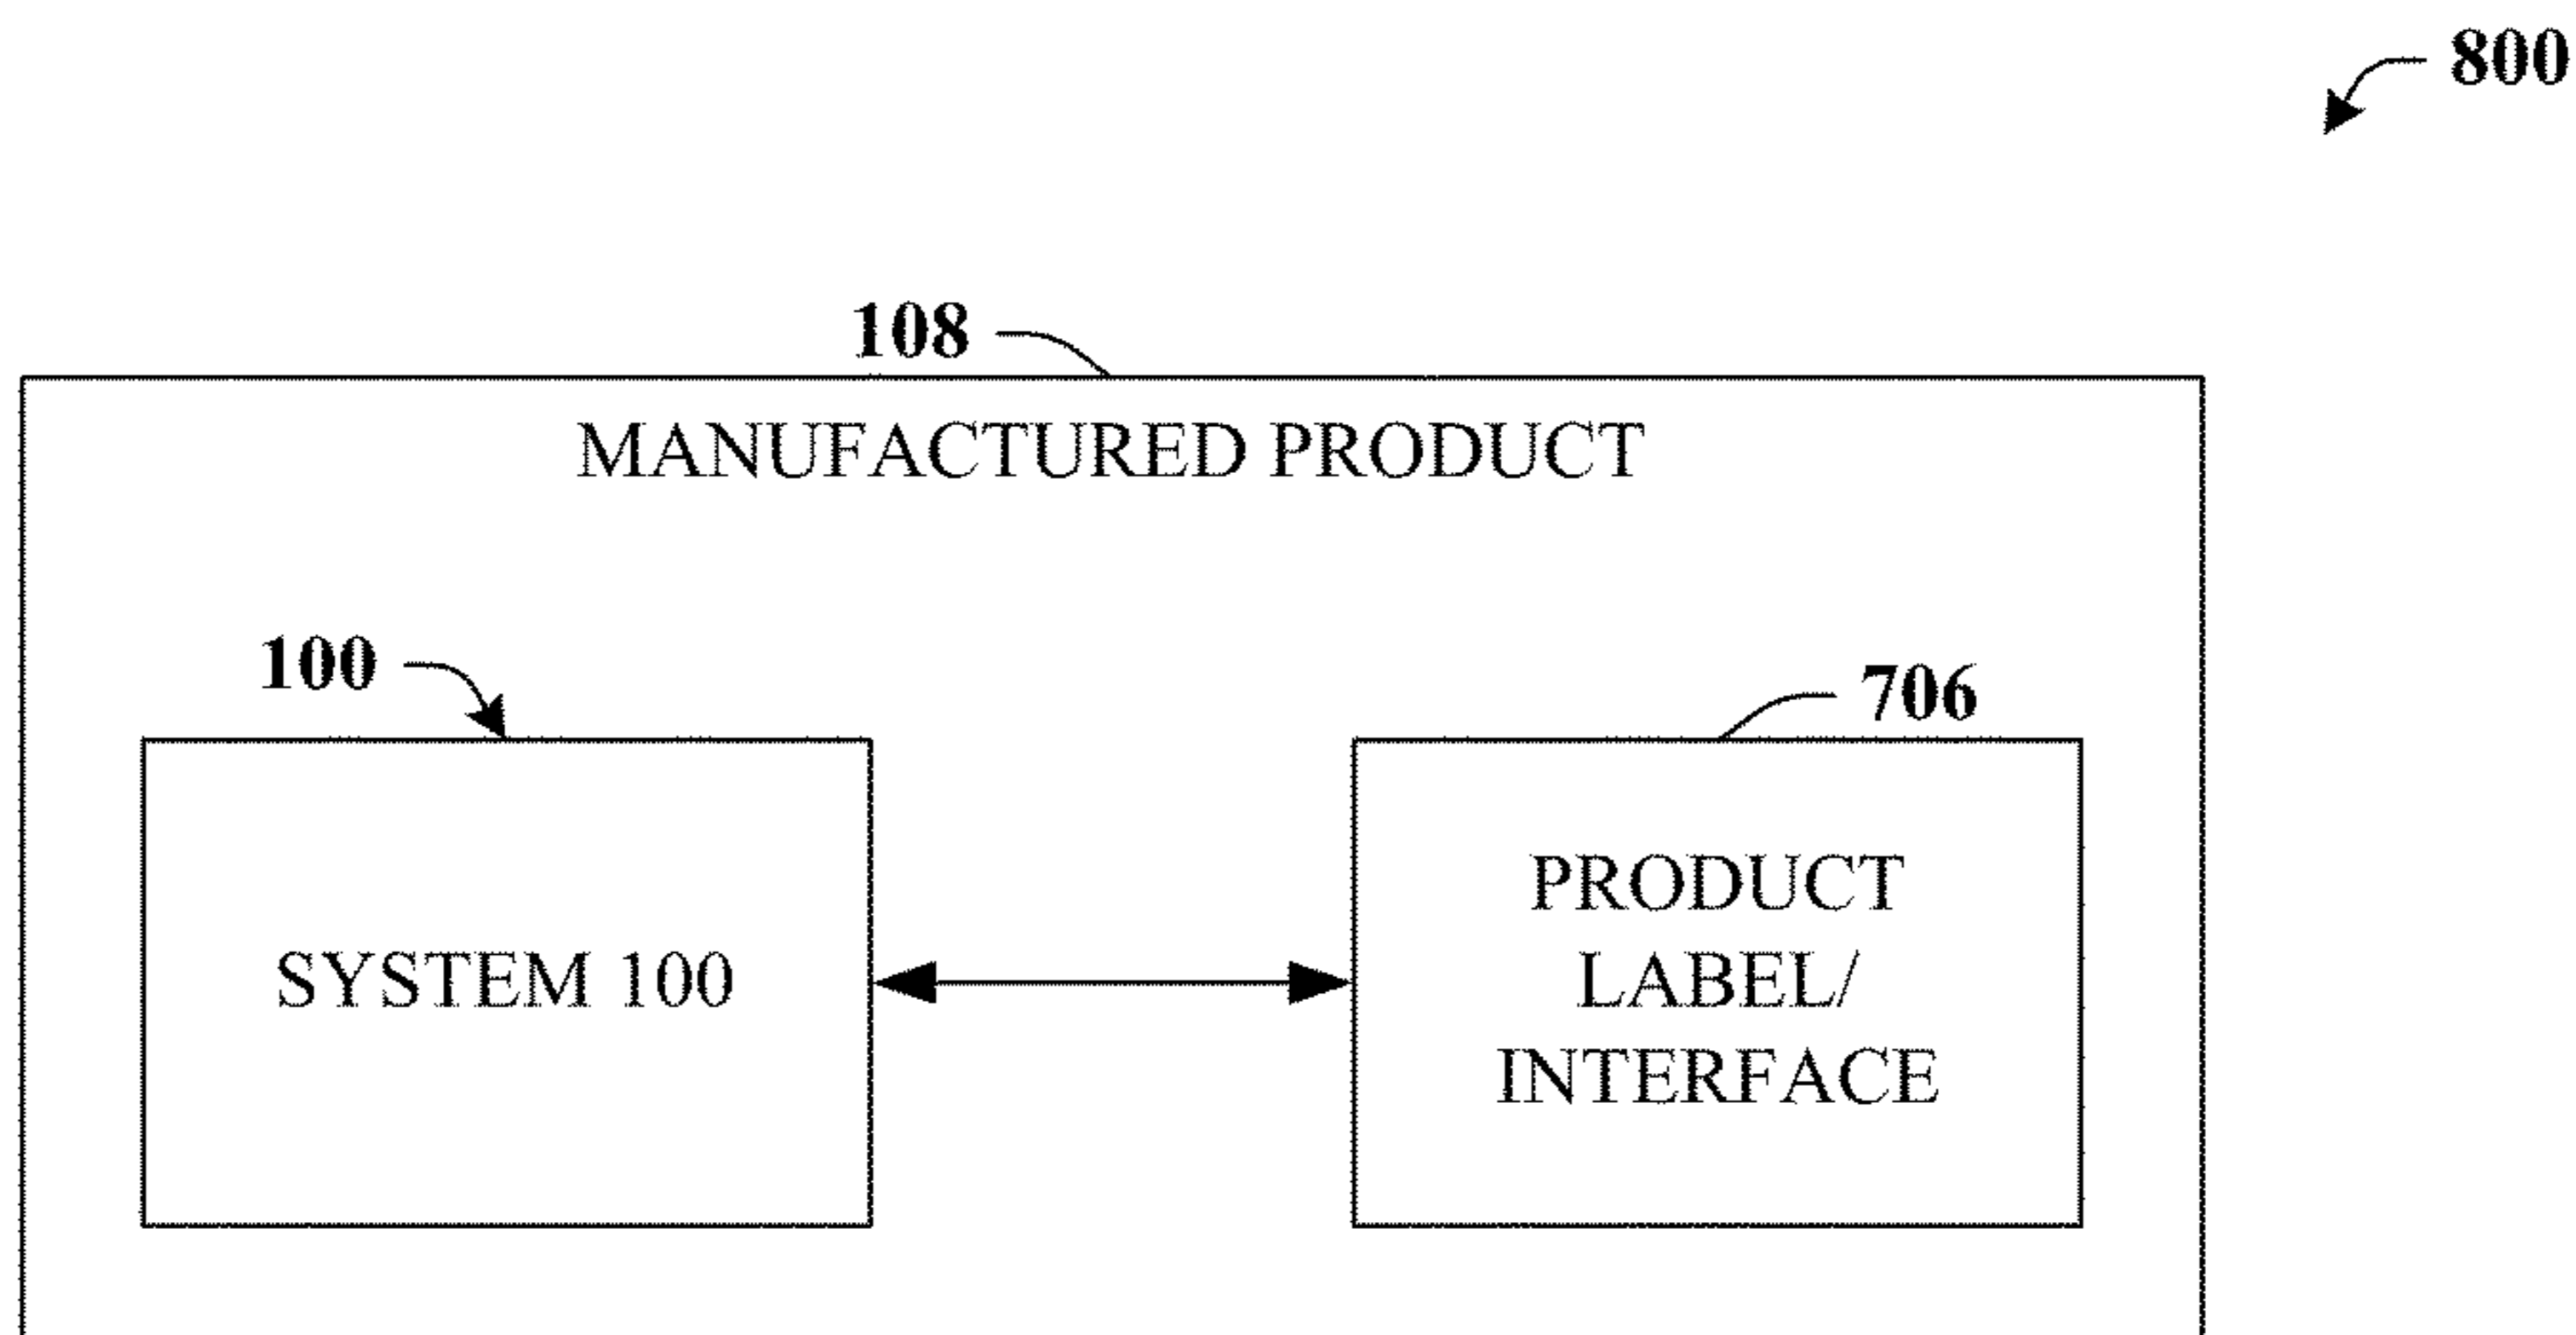 800
108
MANUFACTURED PRODUCT
100
706
SYSTEM 100
PRODUCT
LABEL/
INTERFACE